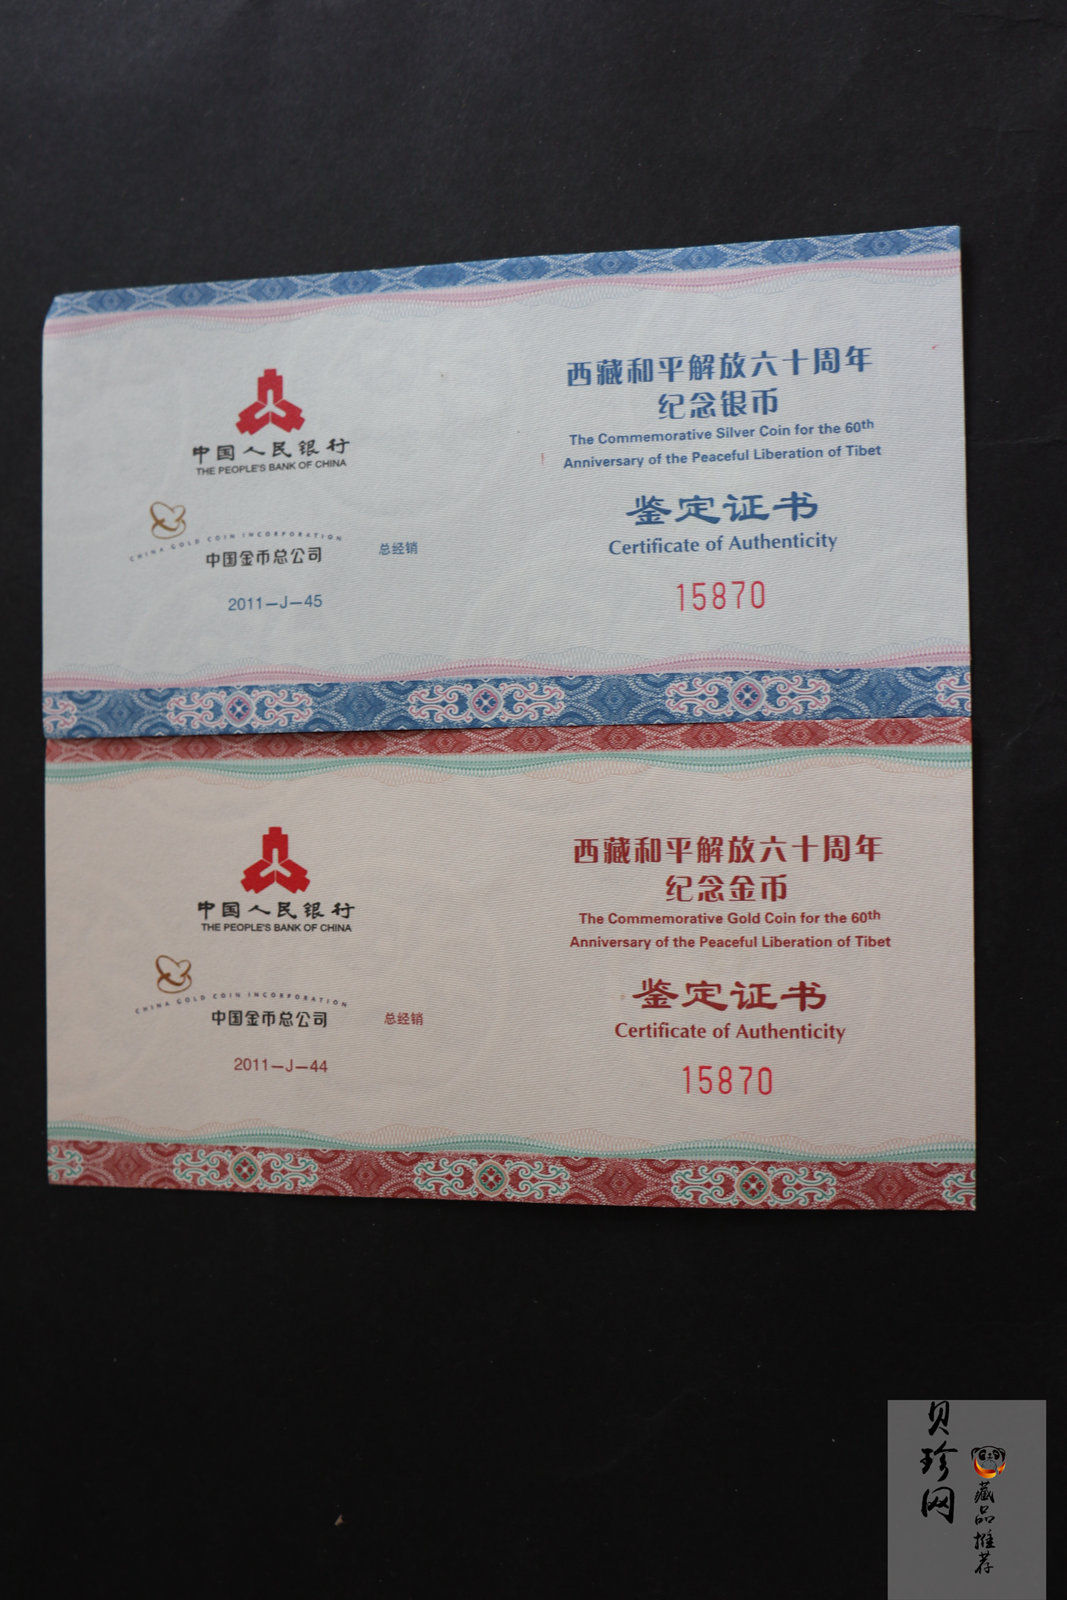 中国人民银行
THE PEOPLE'S BANK OF CHINA
CHINA GOLD COIN INCORPORATION
中国金币总公司
总经销
2011-J-45
西藏和平解放六十周年
纪念银币
The Commemorative Silver Coin for the 60th
Anniversary of the Peaceful Liberation of Tibet
鉴定证书
Certificate of Authenticity
15870
中国人民银行
THE PEOPLE'S BANK OF CHINA
CHINA GOLD COIN INCORPORATION
中国金币总公司
总经销
2011-J-44
西藏和平解放六十周年
纪念金币
The Commemorative Gold Coin for the 60th
Anniversary of the Peaceful Liberation of Tibet
鉴定证书
Certificate of Authenticity
15870
贝珍网
藏品推荐